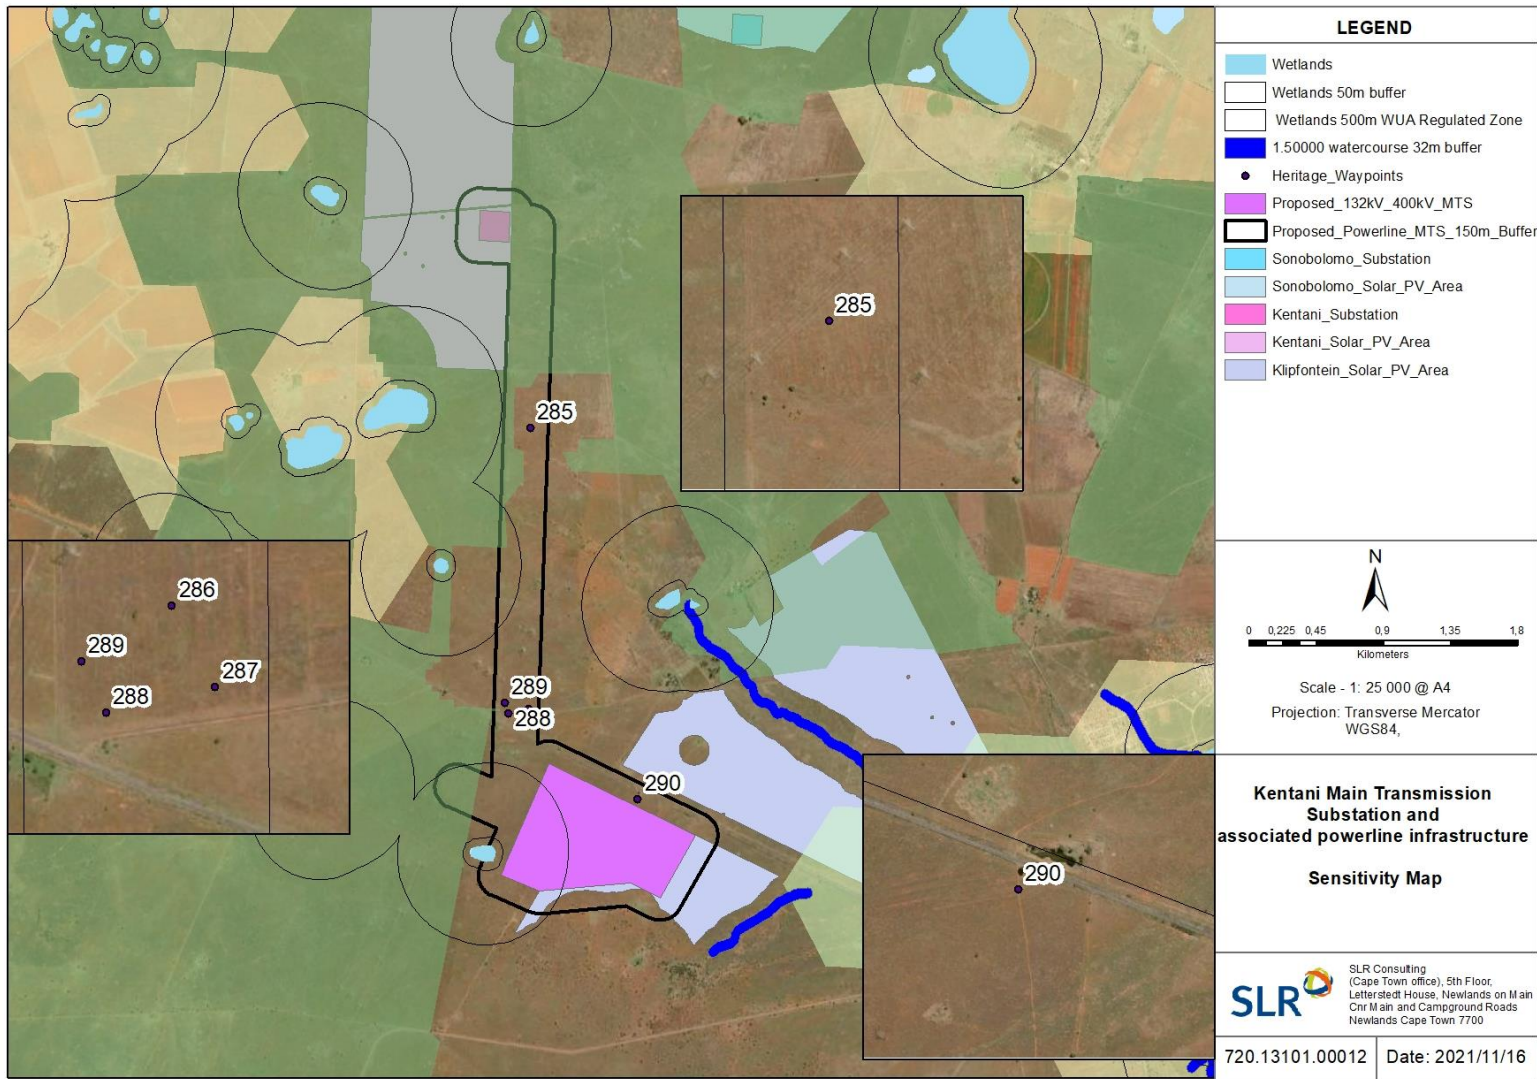 285
285
286
289
287
288
289
288
290
290
LEGEND
Wetlands
Wetlands 50m buffer
Wetlands 500m WUA Regulated Zone
1.50000 watercourse 32m buffer
Heritage_Waypoints
Proposed_132kV_400kV_MTS
Proposed_Powerline_MTS_150m_Buffer
Sonobolomo_Substation
Sonobolomo_Solar_PV_Area
Kentani_Substation
Kentani_Solar_PV_Area
Klipfontein_Solar_PV_Area
N
0 0,225 0,45 0,9 1,35 1,8
Kilometers
Scale - 1: 25 000 @ A4
Projection: Transverse Mercator
WGS84,
Kentani Main Transmission
Substation and
associated powerline infrastructure
Sensitivity Map
SLR
SLR Consulting
(Cape Town office), 5th Floor,
Letterstedt House, Newlands on Main
Cnr Main and Campground Roads
Newlands Cape Town 7700
720.13101.00012
Date: 2021/11/16